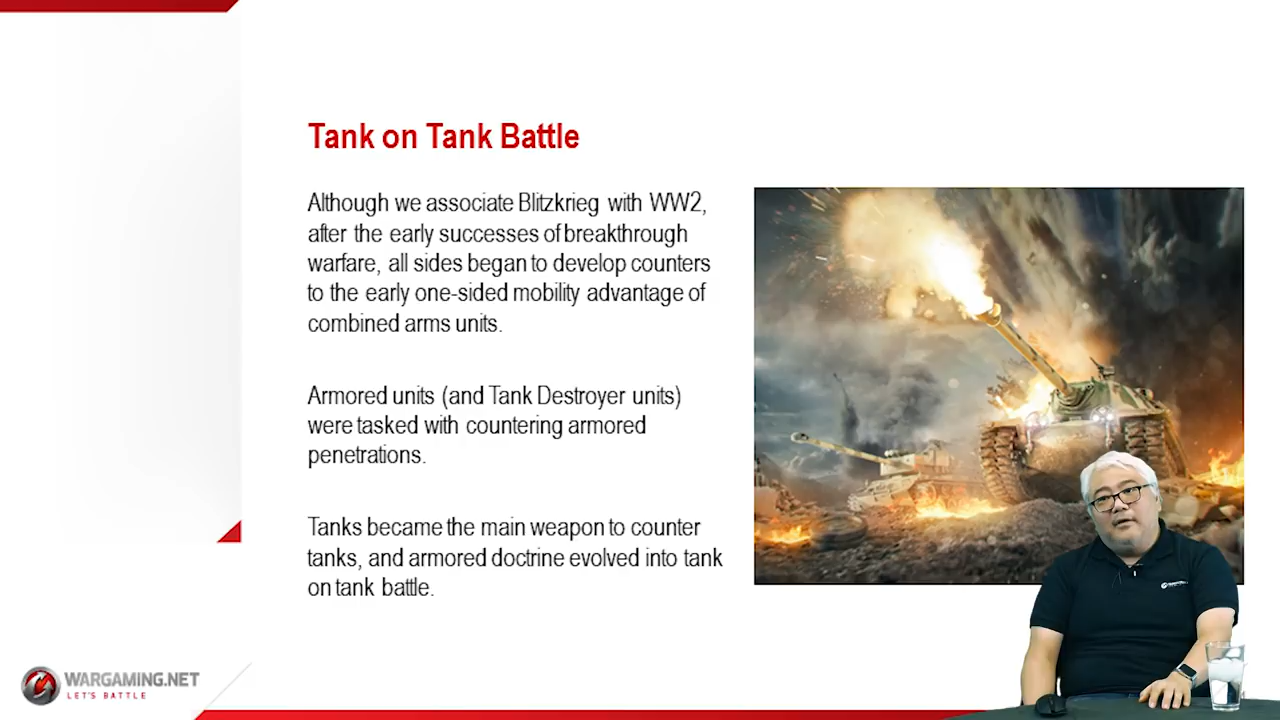 Tank on Tank Battle
Although we associate Blitzkrieg with WW2,
after the early successes of breakthrough
warfare, all sides began to develop counters
to the early one-sided mobility advantage of
combined arms units.
Armored units (and Tank Destroyer units)
were tasked with countering armored
penetrations.
Tanks became the main weapon to counter
tanks, and armored doctrine evolved into tank
on tank battle.
WARGAMING.NET
LET'S BATTLE